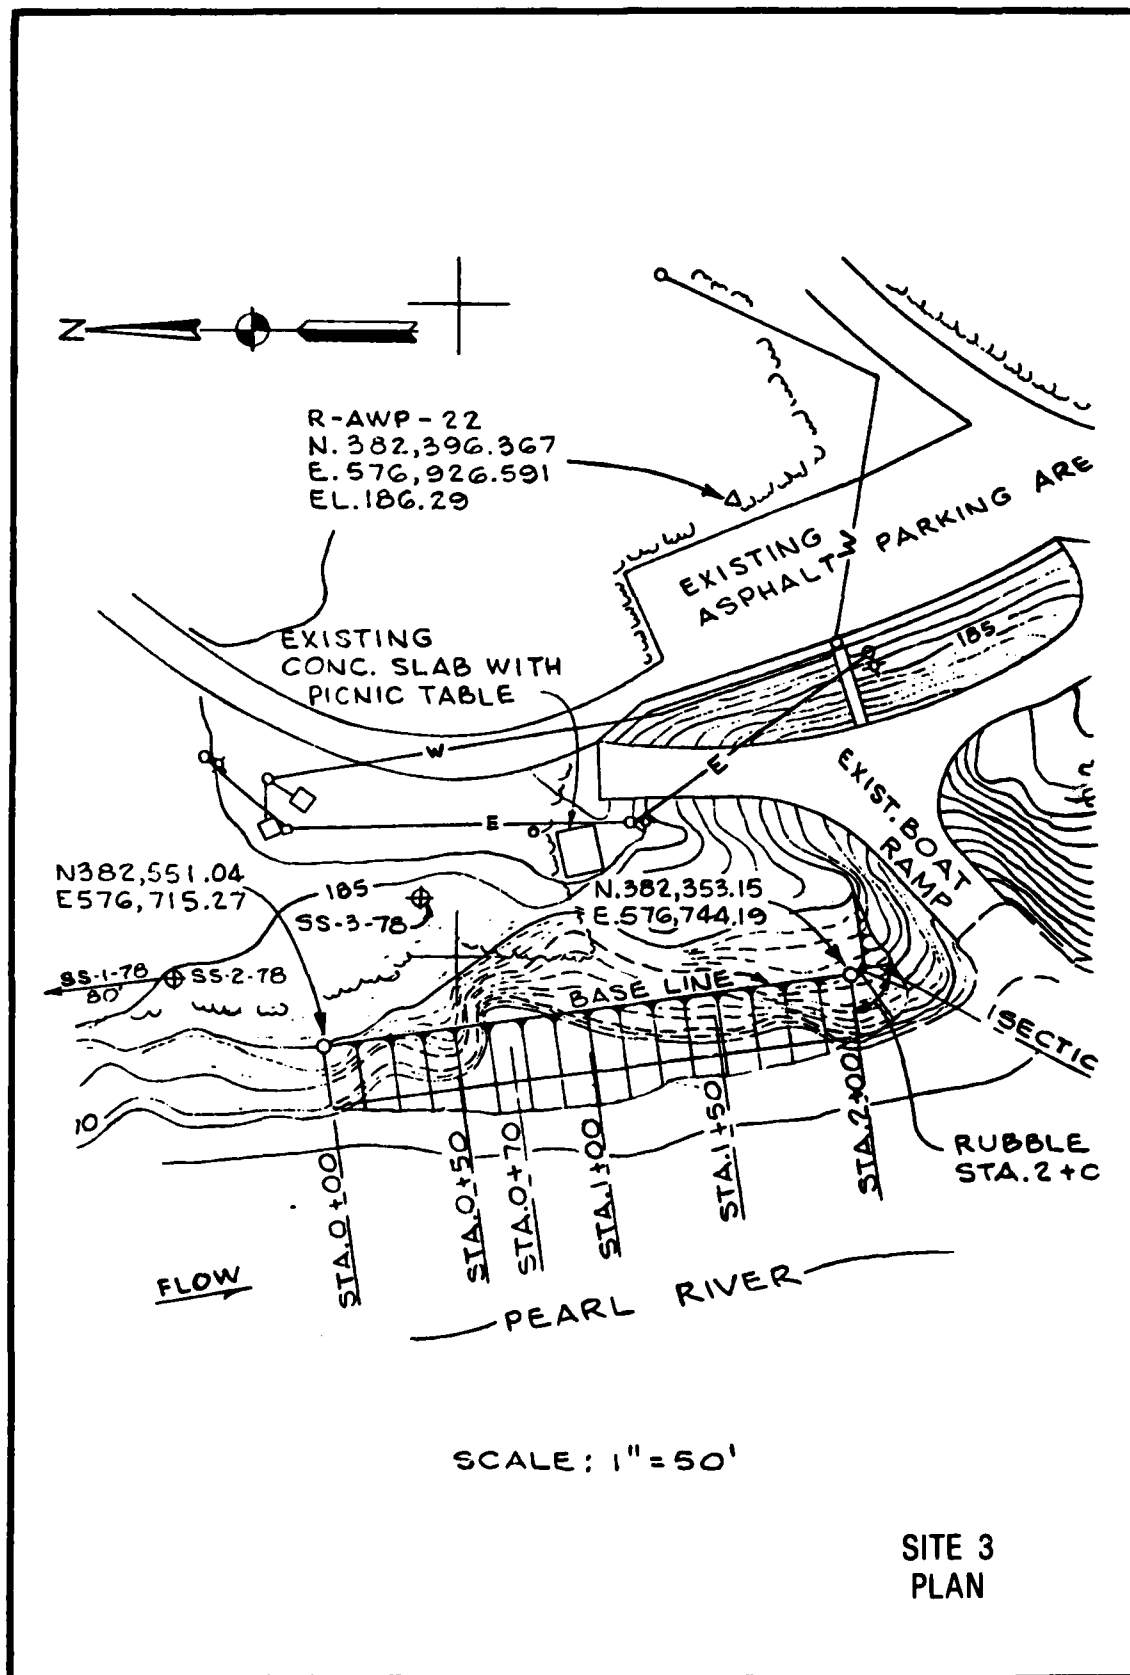 Z
R-AWP-22
N. 382,396.367
E. 576,926.591
EL. 186.29
EXISTING
ASPHALT PARKING ARE
W
EXISTING
CONC. SLAB WITH
PICNIC TABLE
185
W
E
E
EXIST. BOAT
RAMP
N382,551.04
E576,715.27
185
SS-3-78
N. 382,353.15
E. 576,744.19
SS-1-78
80'
SS-2-78
BASE LINE
SECTIC
10
STA. 0+00
STA. 0+50
STA. 0+70
STA. 1+00
STA. 1+50
STA. 2+00
RUBBLE
STA. 2+0
FLOW
PEARL RIVER
SCALE: 1" = 50'
SITE 3
PLAN